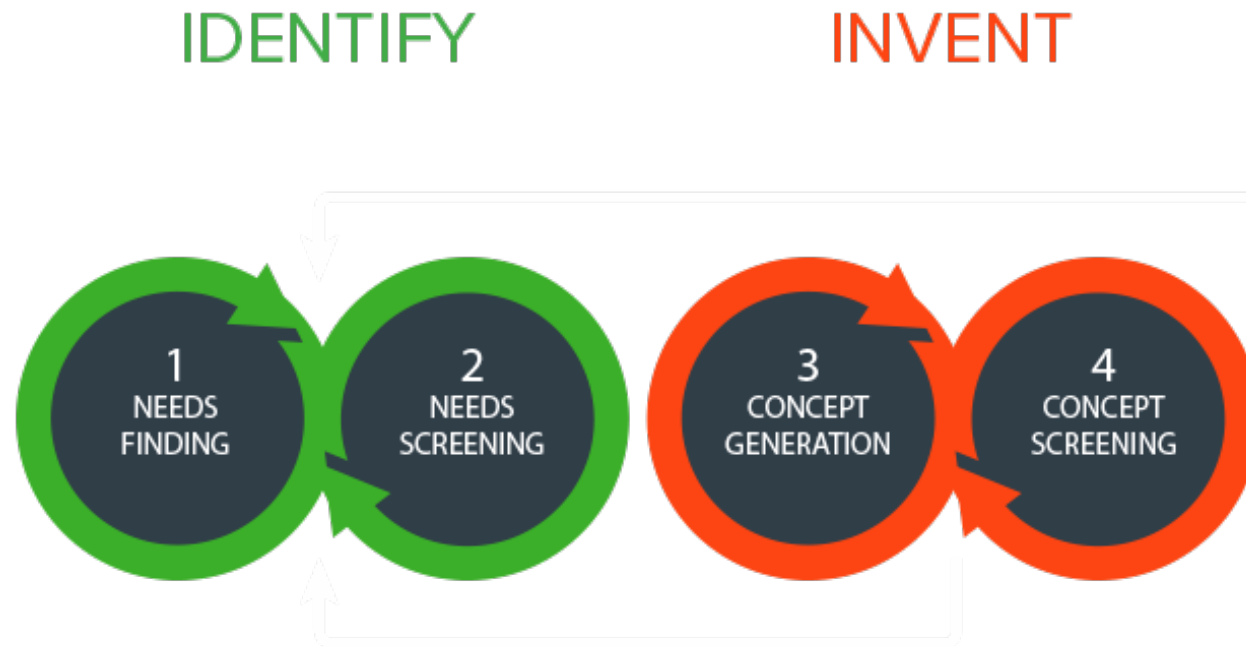 IDENTIFY
INVENT
1
NEEDS
FINDING
2
NEEDS
SCREENING
3
CONCEPT
GENERATION
4
CONCEPT
SCREENING